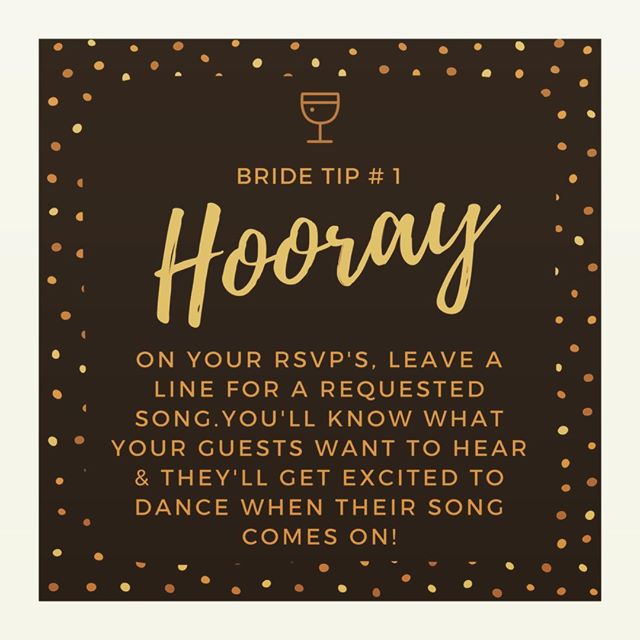 BRIDE TIP # 1
Hooray
ON YOUR RSVP'S, LEAVE A
LINE FOR A REQUESTED
SONG.YOU'LL KNOW WHAT
YOUR GUESTS WANT TO HEAR
& THEY'LL GET EXCITED TO
DANCE WHEN THEIR SONG
COMES ON!